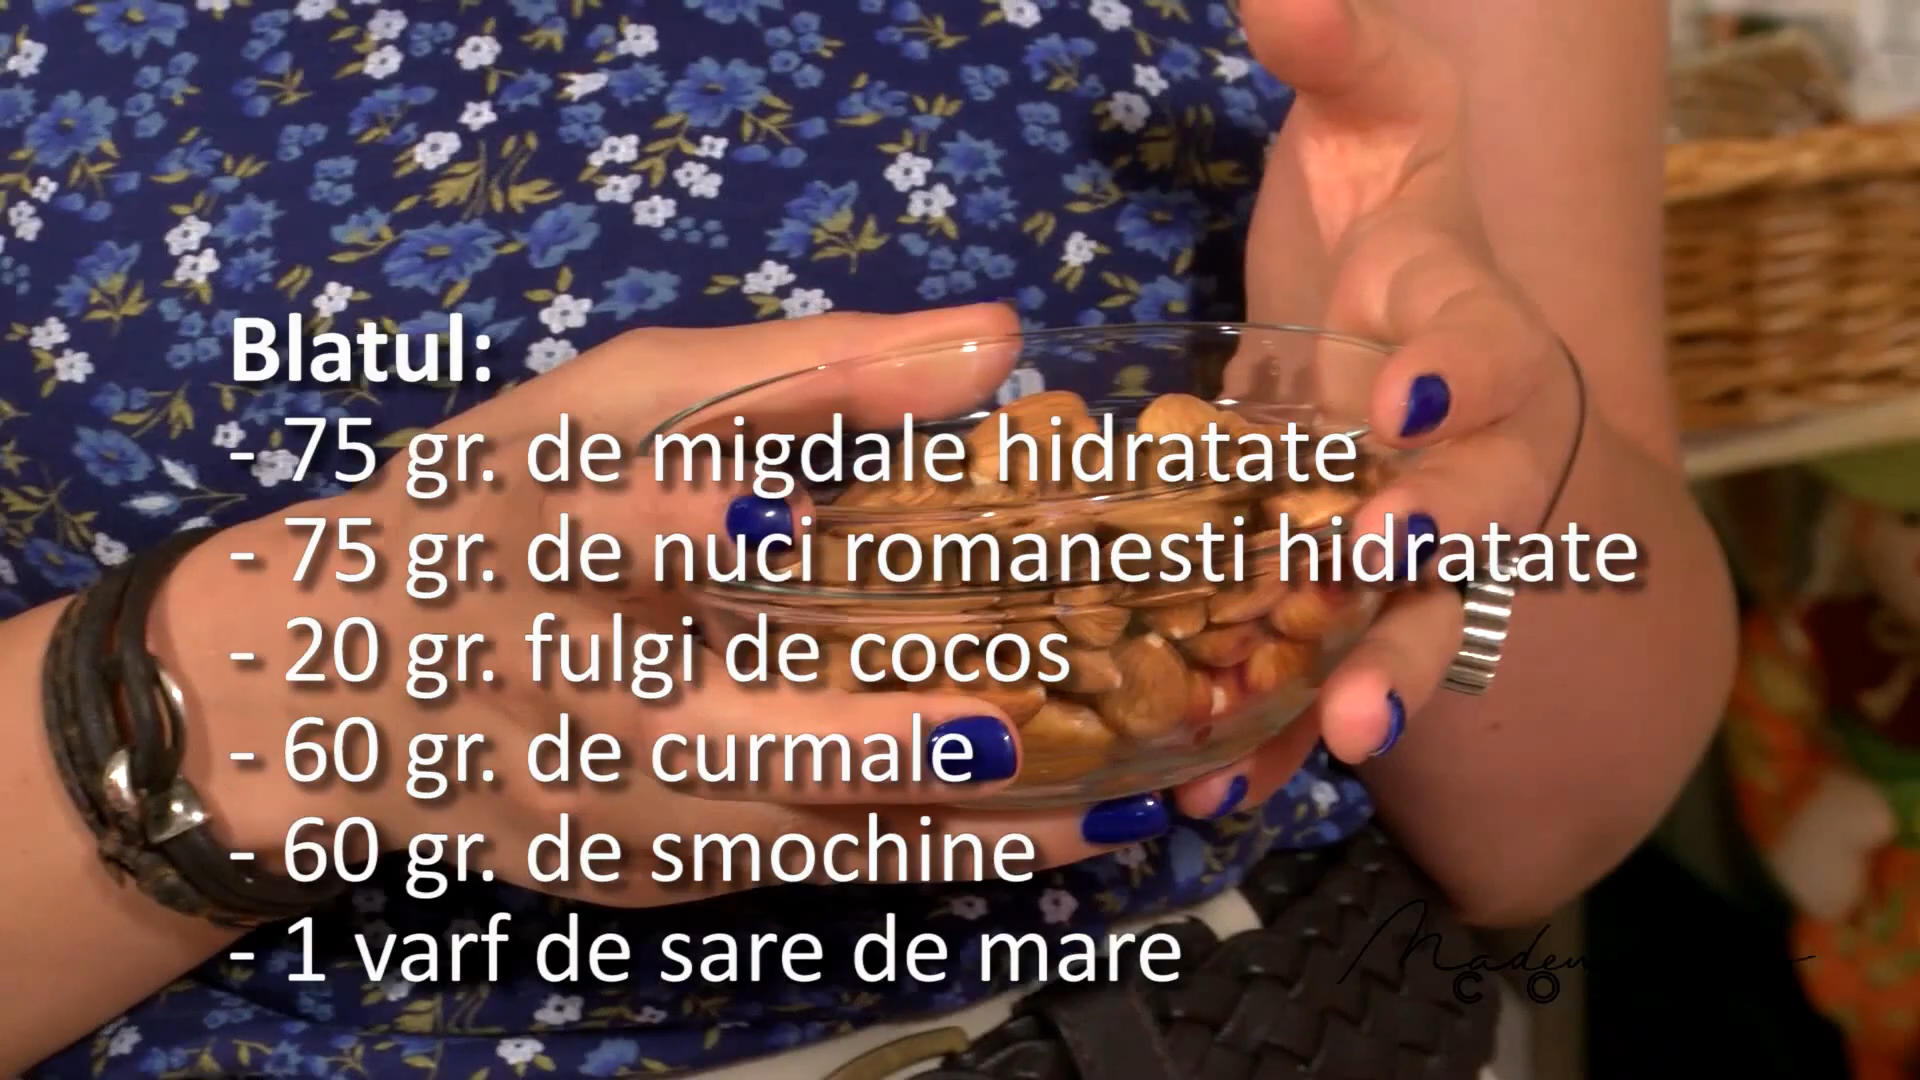 Blatul:
- 75 gr. de migdale hidratate
- 75 gr. de nuci romanesti hidratate
- 20 gr. fulgi de cocos
- 60 gr. de curmale
- 60 gr. de smochine
- 1 varf de sare de mare